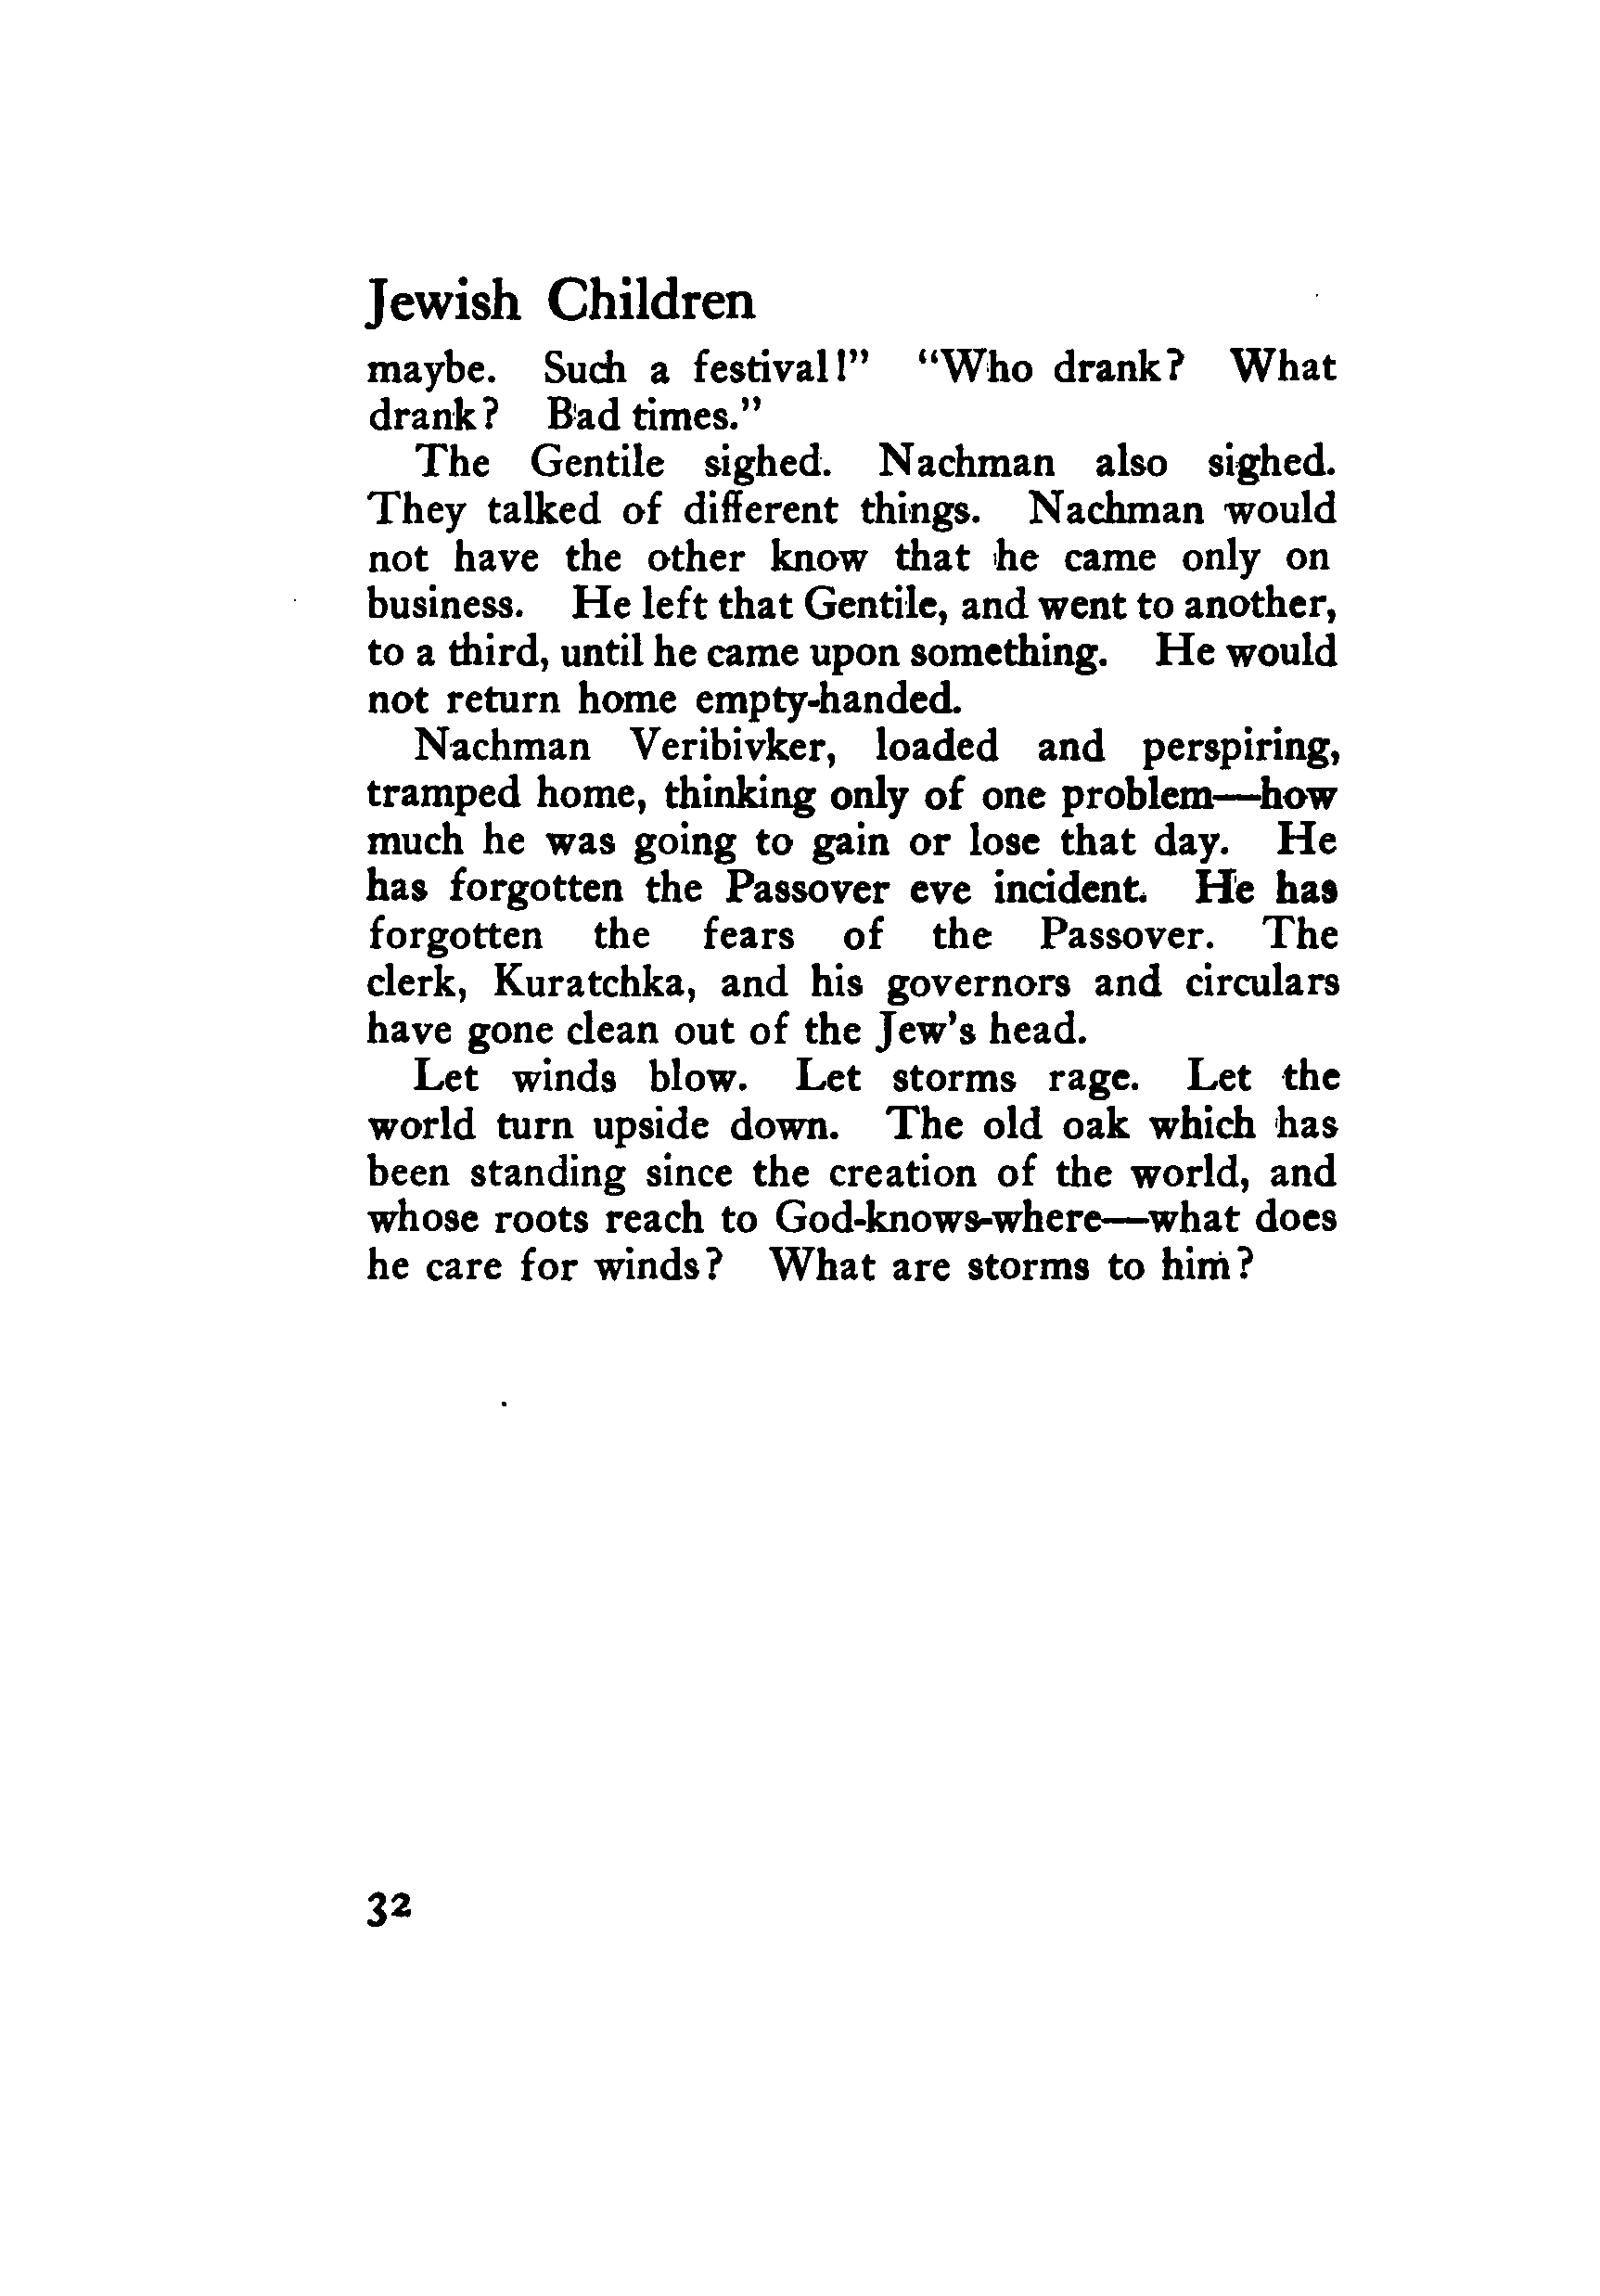 Jewish Children
maybe. Such a festival!” “Who drank? What
drank? Bad times.”
The Gentile sighed. Nachman also sighed.
They talked of different things. Nachman would
not have the other know that he came only on
business. He left that Gentile, and went to another,
to a third, until he came upon something. He would
not return home empty-handed.
Nachman Veribivker, loaded and perspiring,
tramped home, thinking only of one problem—how
much he was going to gain or lose that day. He
has forgotten the Passover eve incident. He has
forgotten the fears of the Passover. The
clerk, Kuratchka, and his governors and circulars
have gone clean out of the Jew’s head.
Let winds blow. Let storms rage. Let the
world turn upside down. The old oak which has
been standing since the creation of the world, and
whose roots reach to God-knows-where—what does
he care for winds? What are storms to him?
32